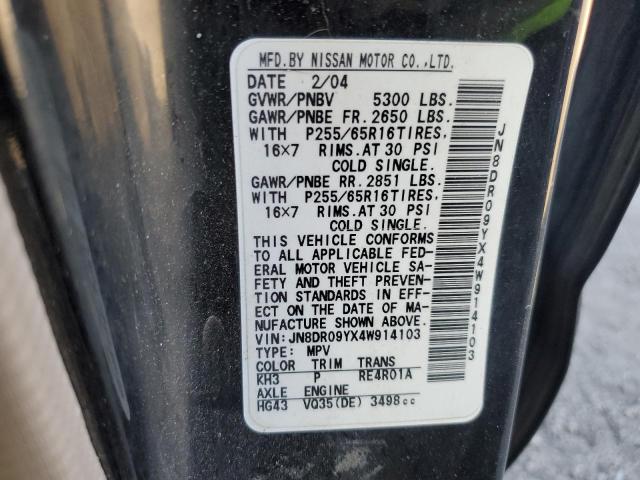 MFD.BY NISSAN MOTOR CO.,LTD.
DATE 2/04
GVWR/PNBV 5300 LBS.
GAWR/PNBE FR.2650 LBS.
WITH P255/65R16TIRES,
16×7 RIMS.AT 30 PSI
COLD SINGLE.
GAWR/PNBE RR.2851 LBS.
WITH P255/65R16TIRES,
16×7 RIMS.AT 30 PSI
COLD SINGLE.
THIS VEHICLE CONFORMS
TO ALL APPLICABLE FED-
ERAL MOTOR VEHICLE SA-
FETY AND THEFT PREVEN-
TION STANDARDS IN EFF-
ECT ON THE DATE OF MA-
NUFACTURE SHOWN ABOVE.
VIN:JN8DR09YX4W914103
TYPE: MPV
COLOR TRIM TRANS
KH3 P RE4R01A
AXLE ENGINE
HG43 VQ35(DE) 3498cc
JN8DR09YX4W914103